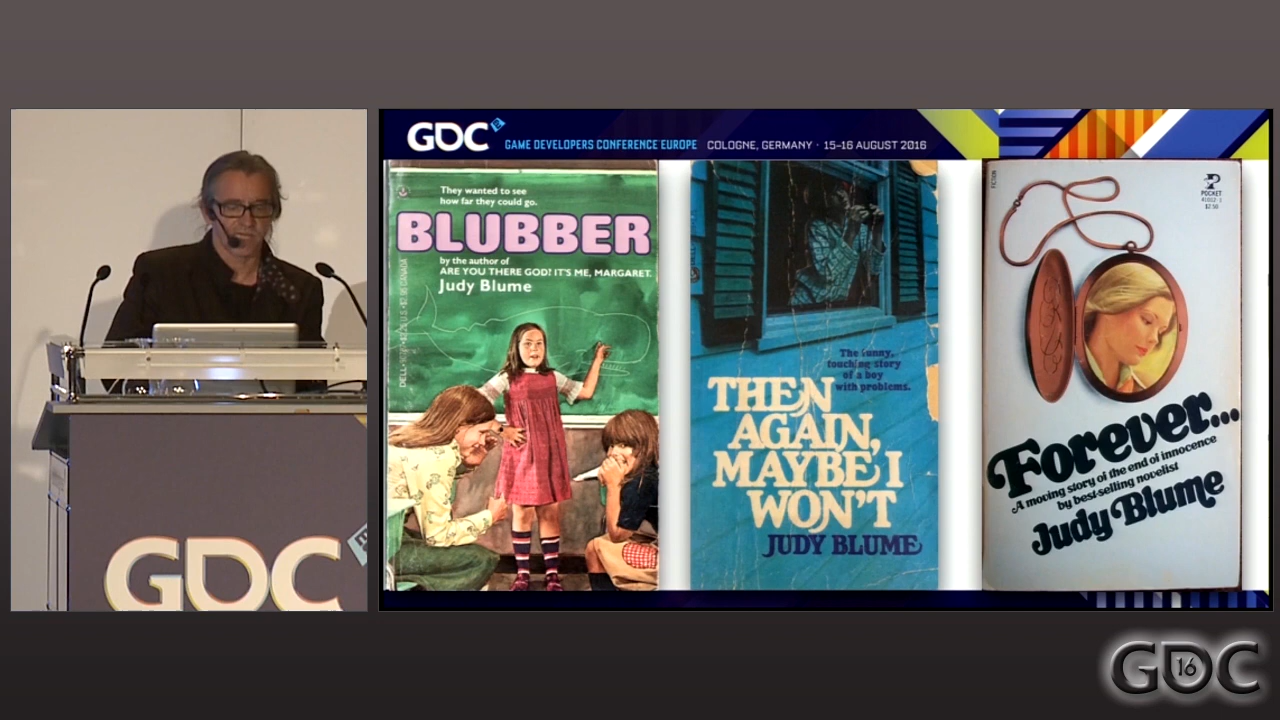 GDC
GDC
GAME DEVELOPERS CONFERENCE EUROPE
COLOGNE, GERMANY · 15–16 AUGUST 2016
They wanted to see
how far they could go.
BLUBBER
by the author of
ARE YOU THERE GOD? IT'S ME, MARGARET.
Judy Blume
The funny,
touching story
of a boy
with problems.
THEN
AGAIN,
MAYBE I
WON'T
JUDY BLUME
FICTION
POCKET
$2.50
Forever...
A moving story of the end of innocence
by best-selling novelist
Judy Blume
GDC
16